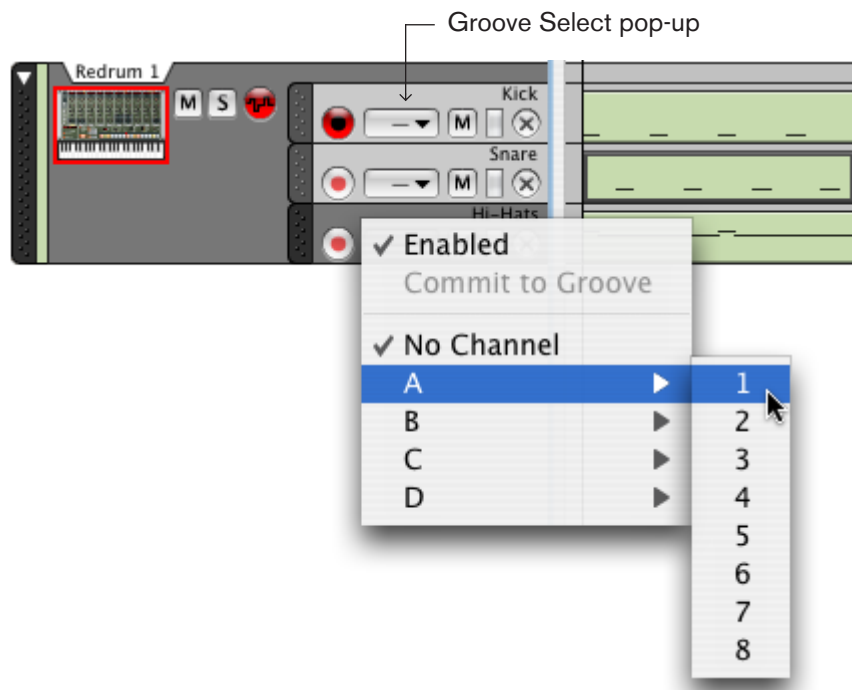 Groove Select pop-up
Redrum 1
M S
Kick
M
Snare
M
Hi-Hats
Enabled
Commit to Groove
No Channel
A
B
C
D
1
2
3
4
5
6
7
8